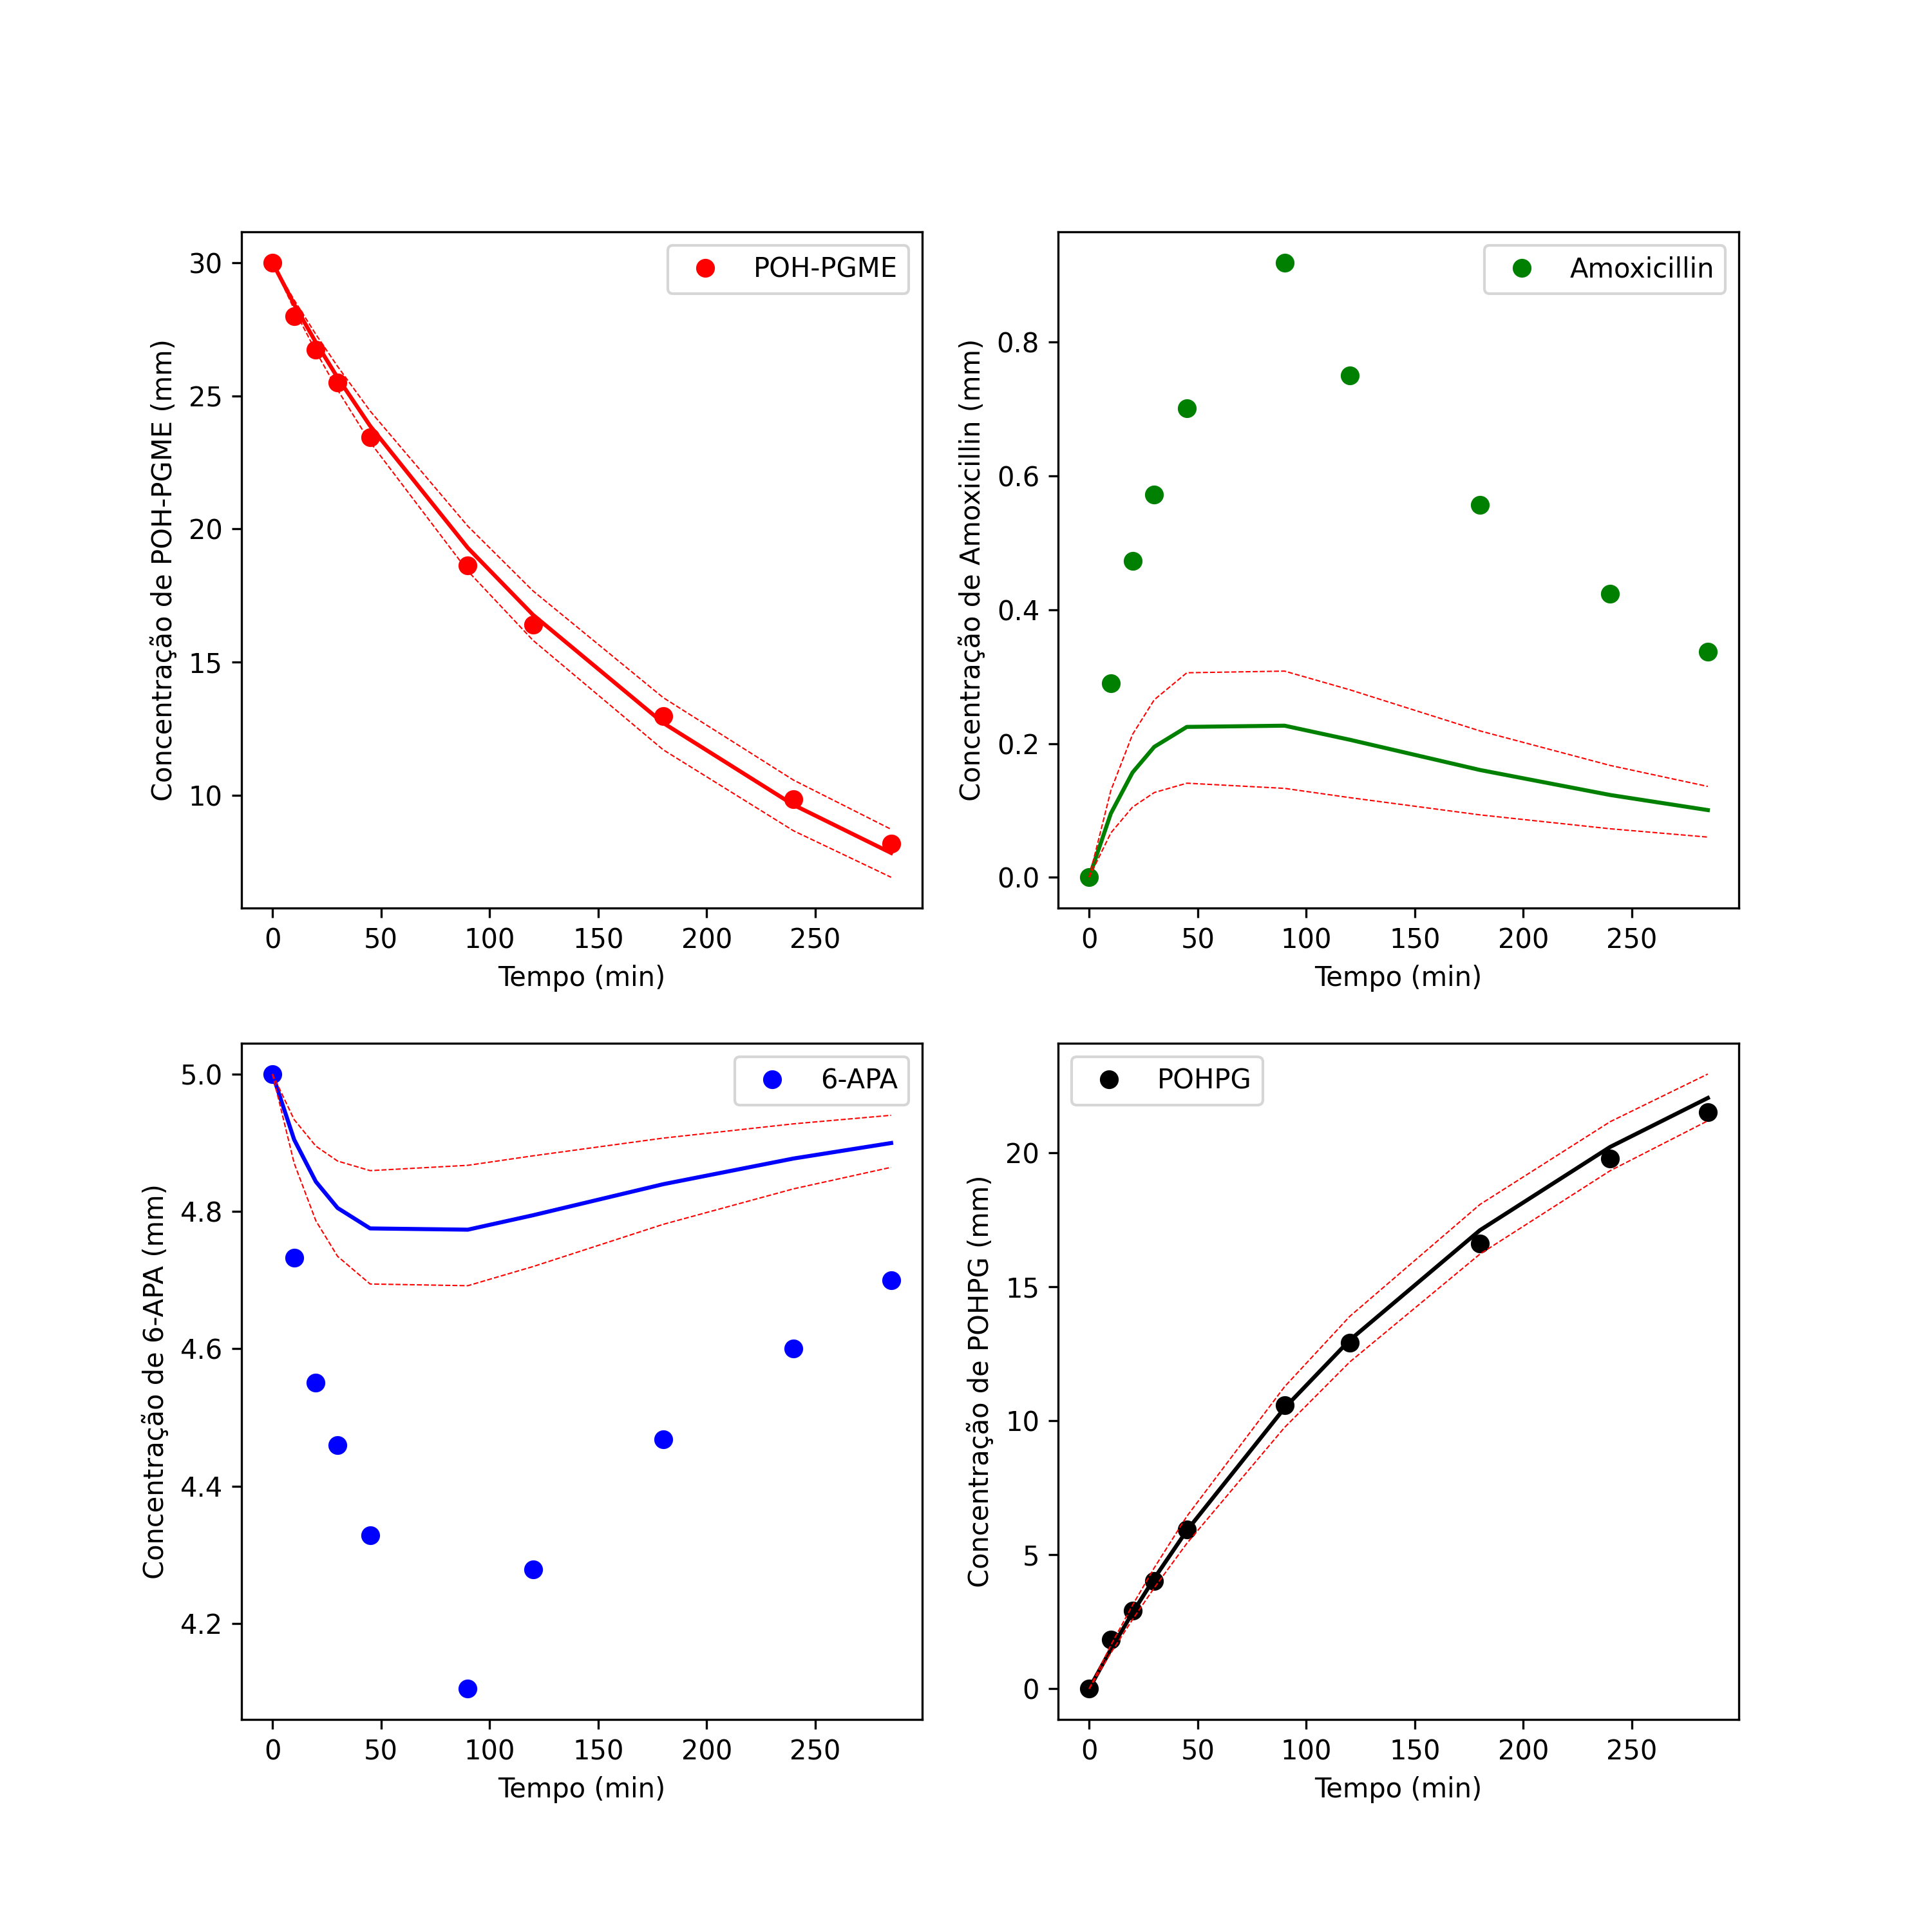 POH-PGME
Concentração de POH-PGME (mm)
30
25
20
15
10
0 50 100 150 200 250
Tempo (min)
Amoxicillin
Concentração de Amoxicillin (mm)
0.8
0.6
0.4
0.2
0.0
0 50 100 150 200 250
Tempo (min)
6-APA
Concentração de 6-APA (mm)
5.0
4.8
4.6
4.4
4.2
0 50 100 150 200 250
Tempo (min)
POHPG
Concentração de POHPG (mm)
20
15
10
5
0
0 50 100 150 200 250
Tempo (min)